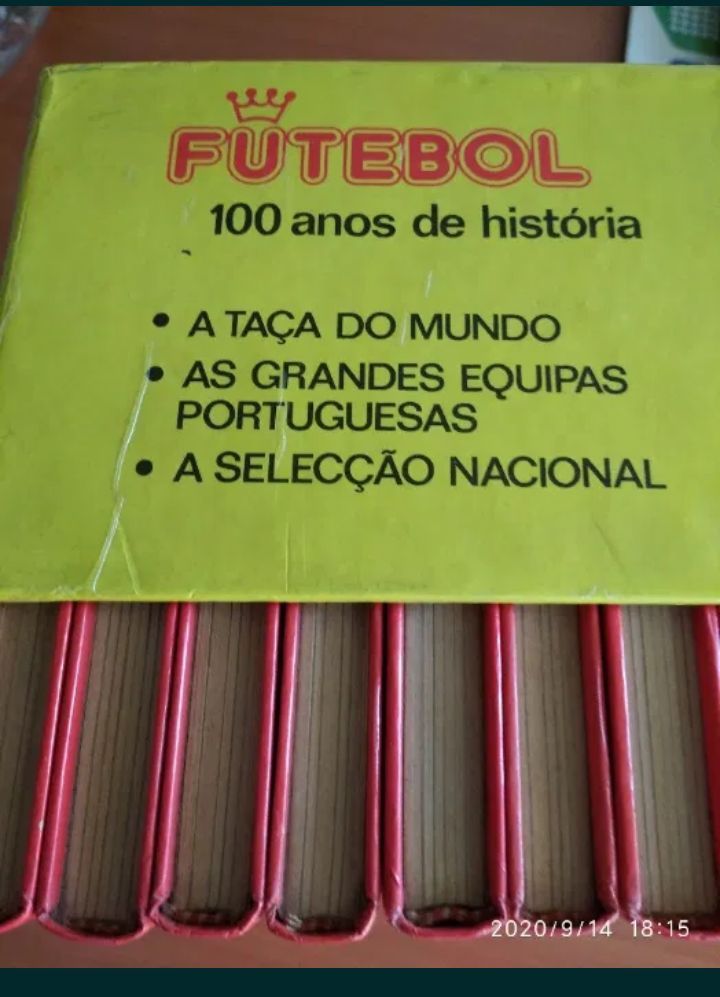 FUTEBOL
100 anos de história
• A TAÇA DO MUNDO
• AS GRANDES EQUIPAS
PORTUGUESAS
• A SELECÇÃO NACIONAL
2020/9/14 18:15